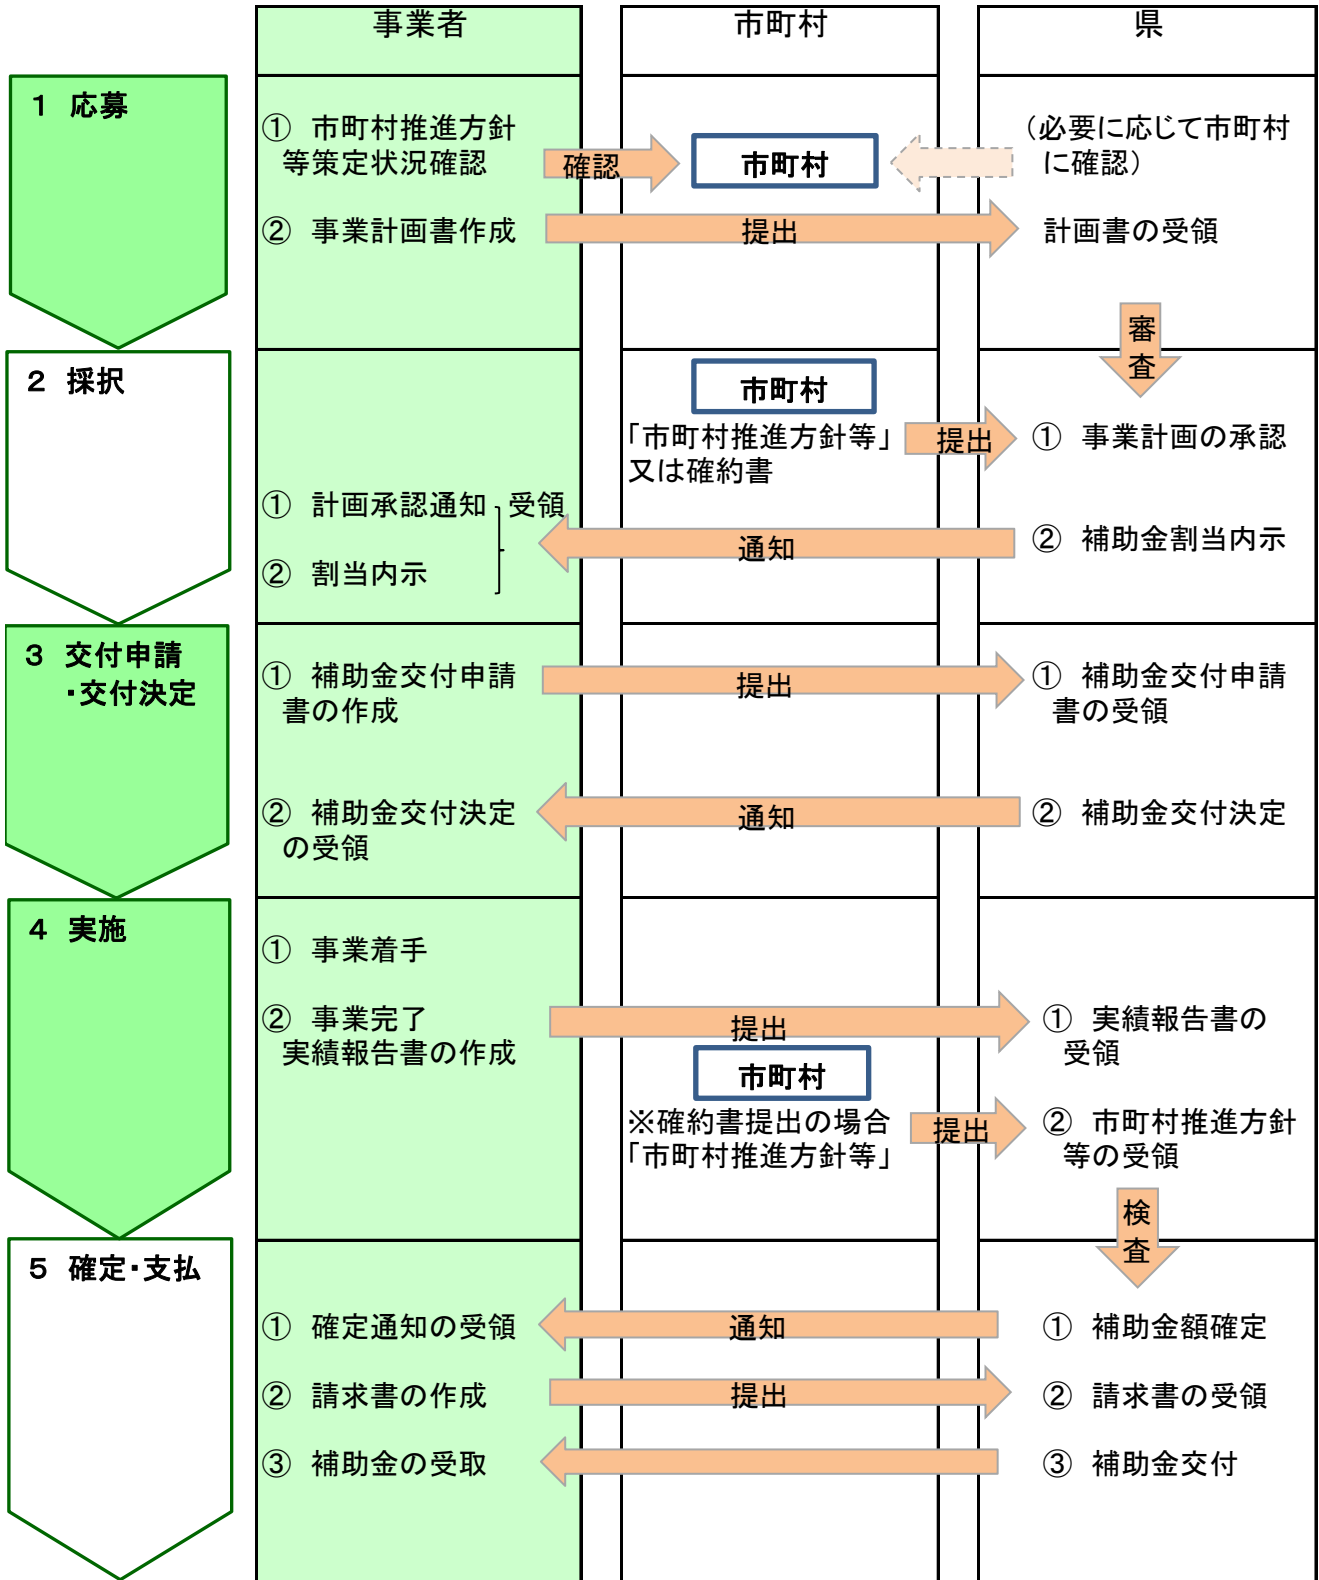 事業者
市町村
県
１　応募
①　市町村推進方針
等策定状況確認
確認
市町村
（必要に応じて市町村
に確認）
②　事業計画書作成
提出
計画書の受領
審
査
２　採択
市町村
「市町村推進方針等」
又は確約書
提出
①　事業計画の承認
①　計画承認通知
受領
②　割当内示
通知
②　補助金割当内示
３　交付申請
・交付決定
①　補助金交付申請
書の作成
提出
①　補助金交付申請
書の受領
②　補助金交付決定
の受領
通知
②　補助金交付決定
４　実施
①　事業着手
②　事業完了
実績報告書の作成
提出
①　実績報告書の
受領
市町村
※確約書提出の場合
「市町村推進方針等」
提出
②　市町村推進方針
等の受領
検
査
５　確定・支払
①　確定通知の受領
通知
①　補助金額確定
②　請求書の作成
提出
②　請求書の受領
③　補助金の受取
③　補助金交付